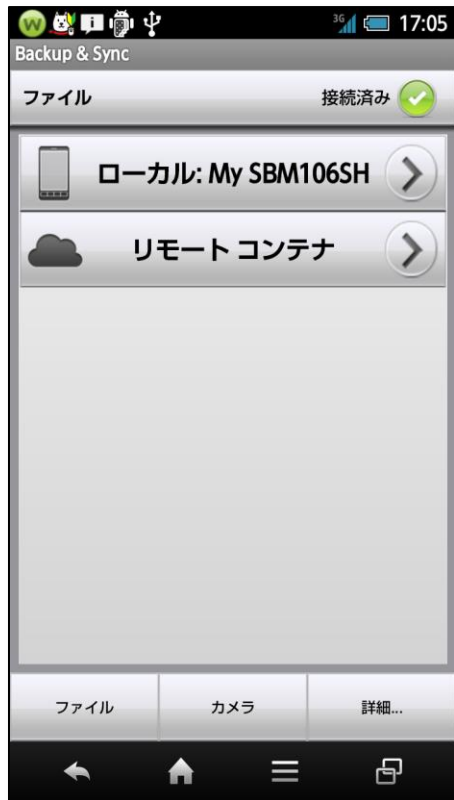 3G 17:05
Backup & Sync
ファイル 接続済み
ローカル: My SBM106SH
リモート コンテナ
ファイル カメラ 詳細...